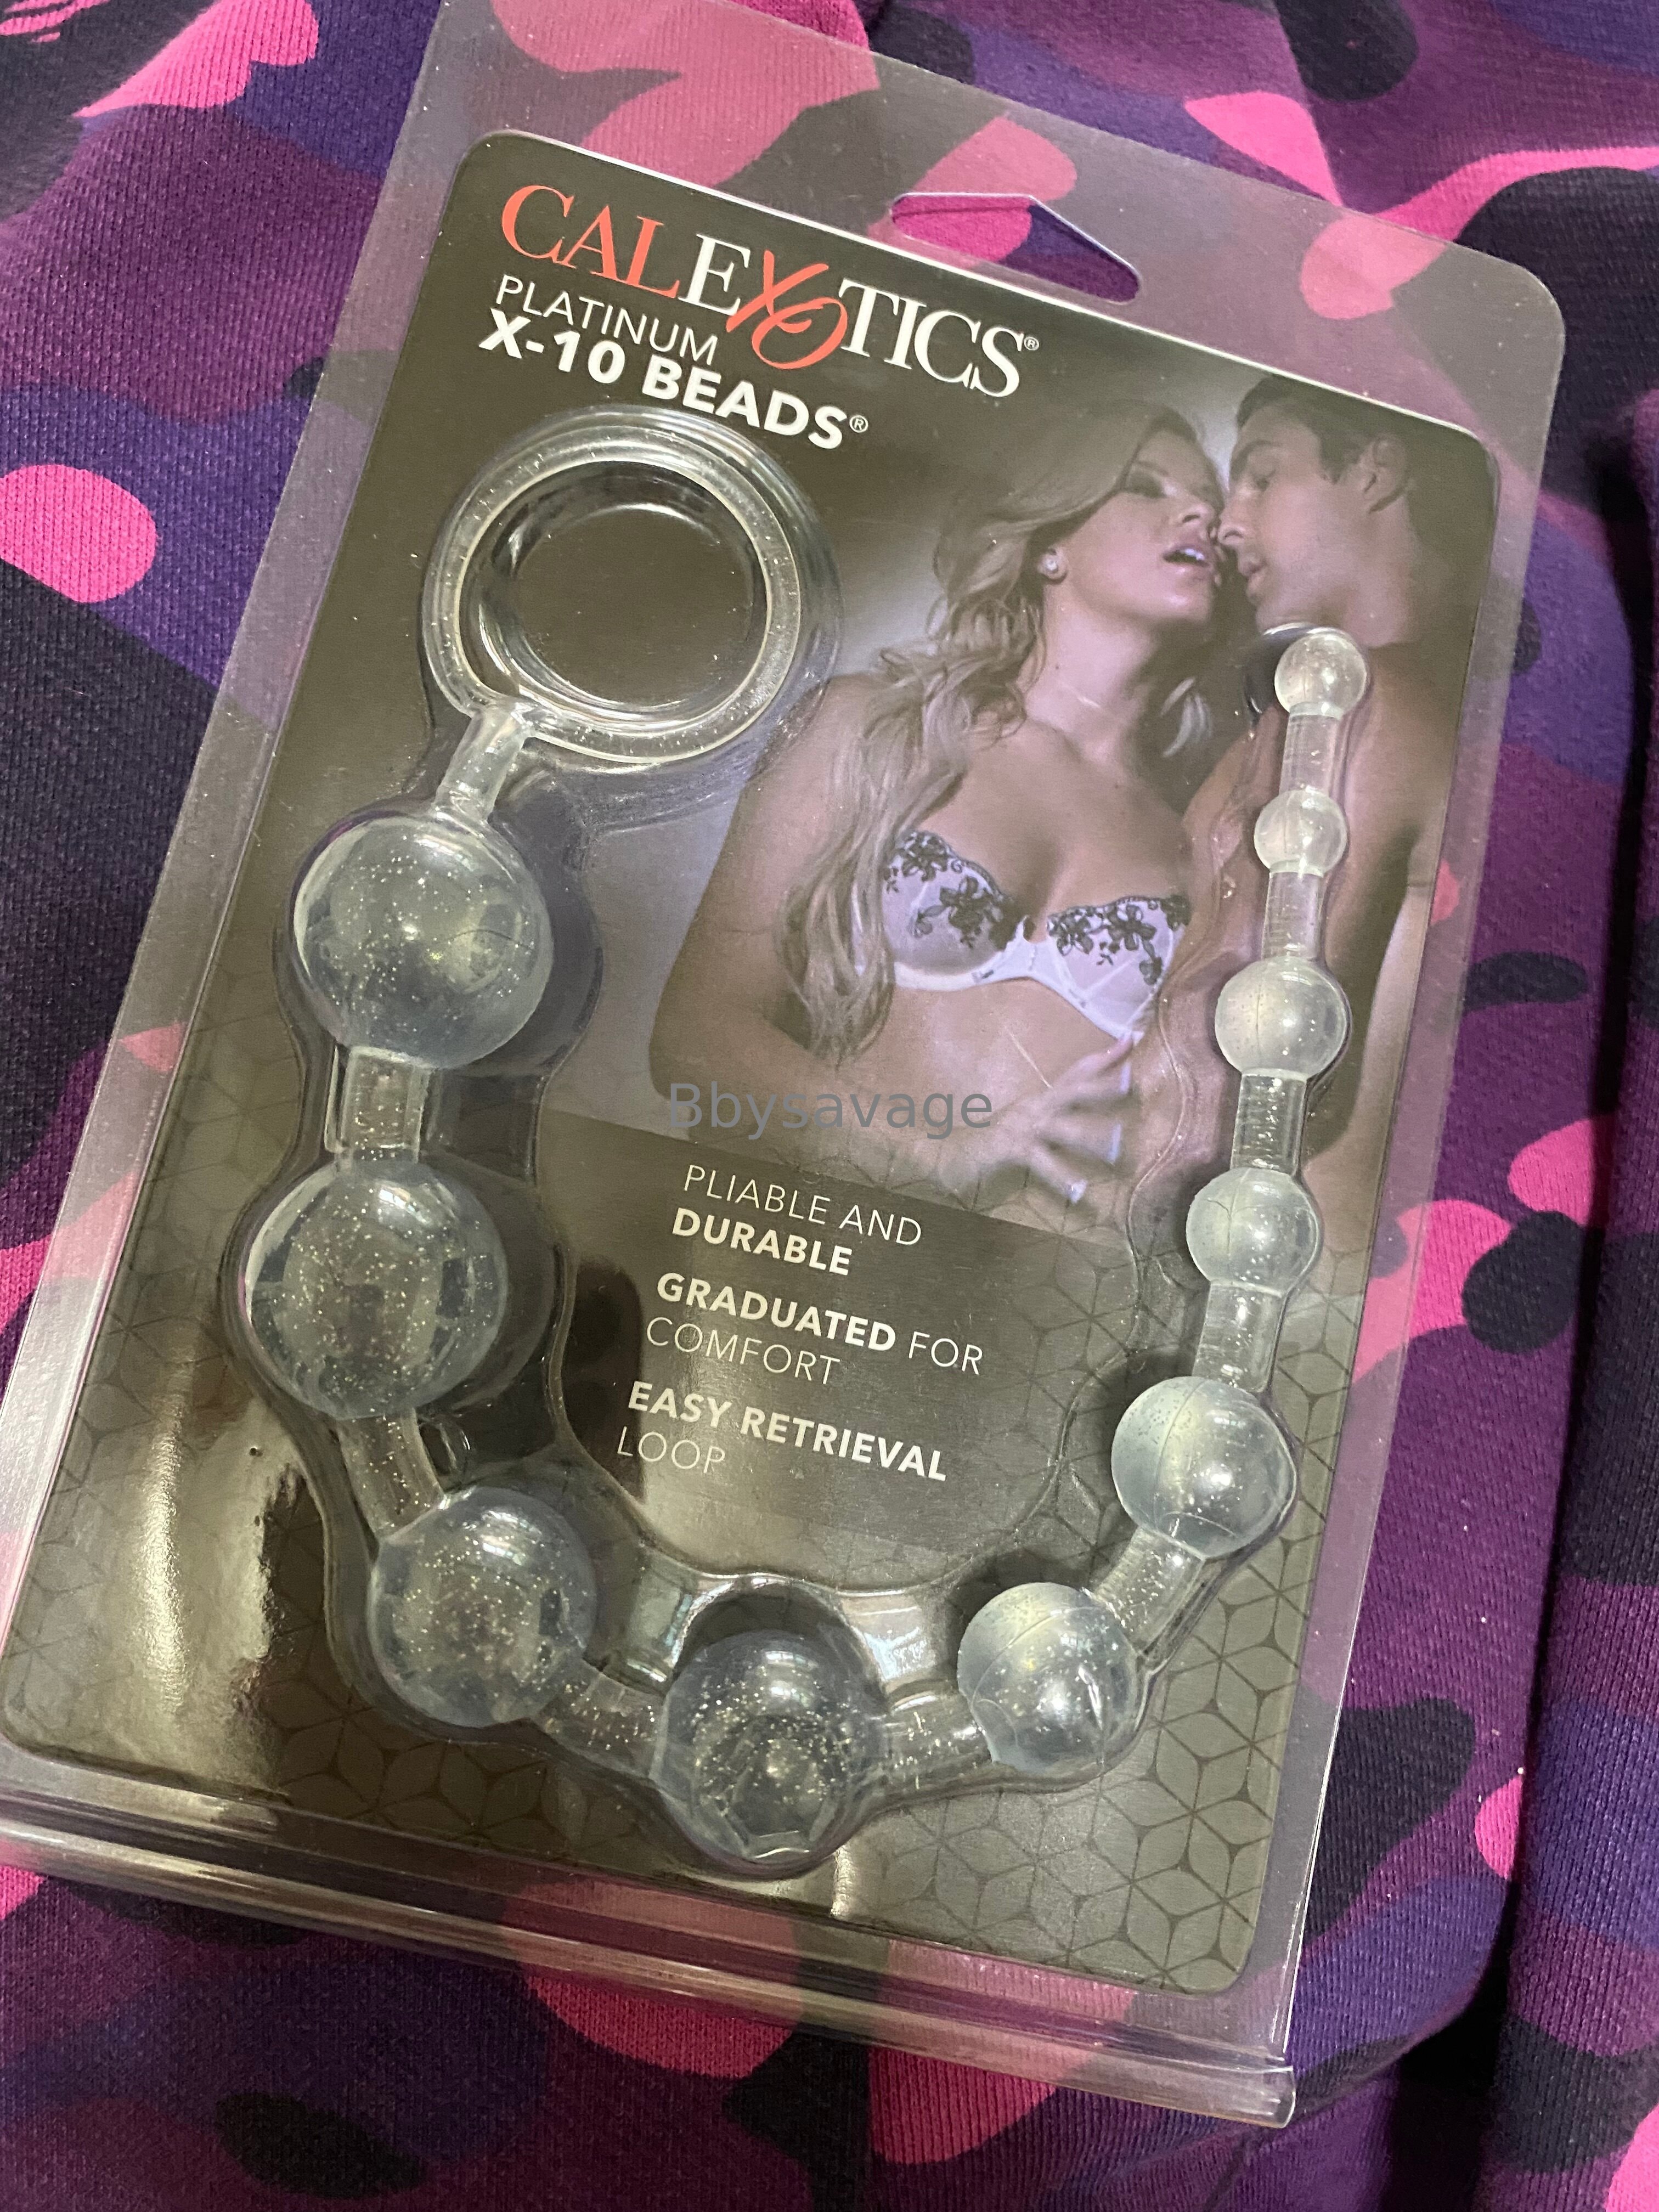 CALEXOTICS®
PLATINUM
X-10 BEADS®
Bbysavage
PLIABLE AND
DURABLE
GRADUATED FOR
COMFORT
EASY RETRIEVAL
LOOP